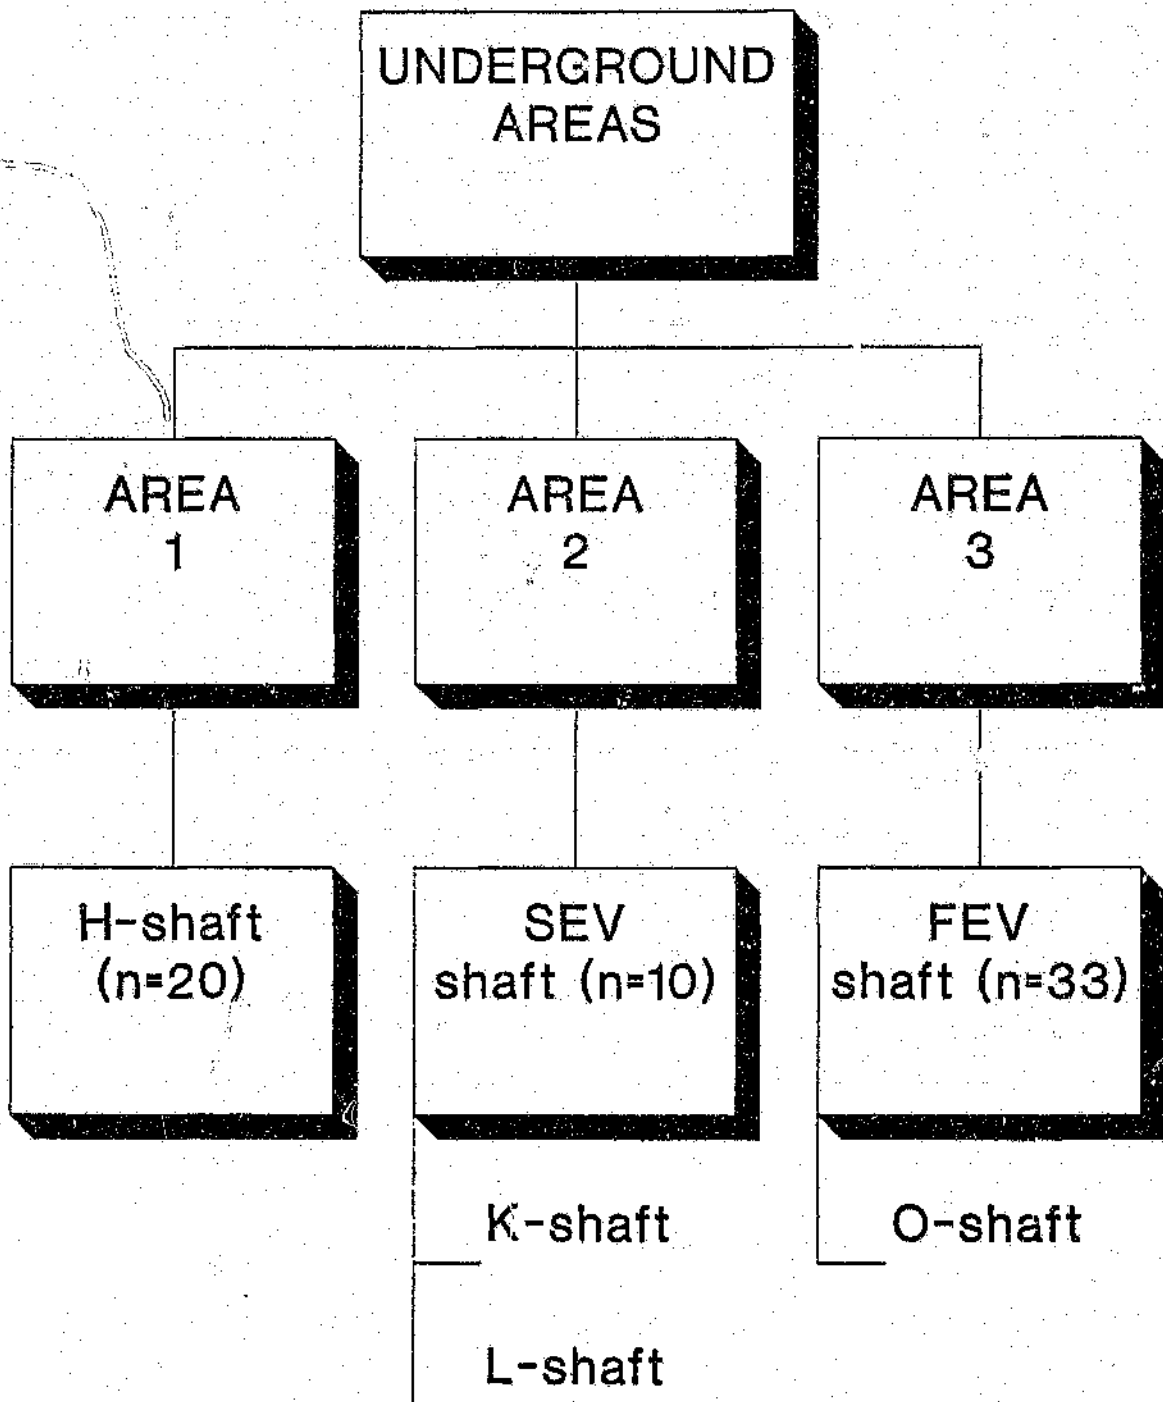 UNDERGROUND
AREAS
AREA
1
AREA
2
AREA
3
H-shaft
(n=20)
SEV
shaft (n=10)
FEV
shaft (n=33)
K-shaft
O-shaft
L-shaft